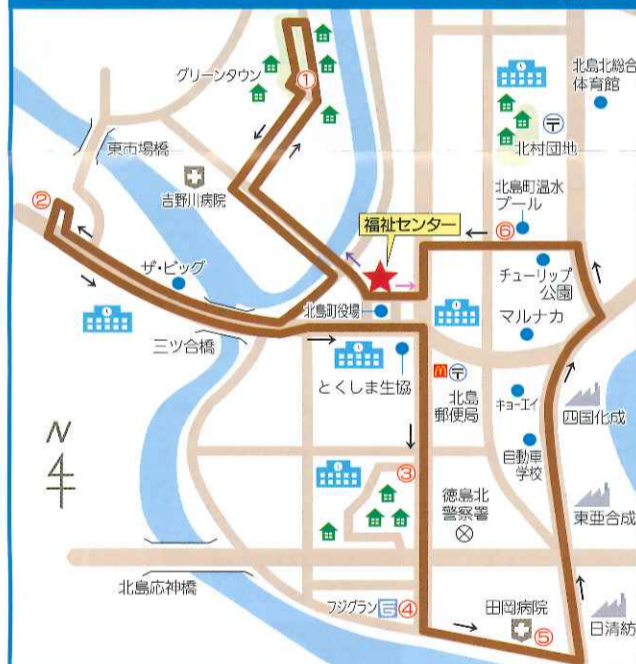 グリーンタウン
①
北島北総合
体育館
東市場橋
〒
北村団地
②
吉野川病院
北島町温水
プール
⑥
福祉センター
ザ・ビッグ
チューリップ
公園
北島町役場
マルナカ
三ツ合橋
とくしま生協
M
〒
北島
郵便局
キョーエイ
四国化成
N
自動車
学校
③
徳島北
警察署
東亜合成
北島応神橋
フジグラン
④
田岡病院
⑤
日清紡